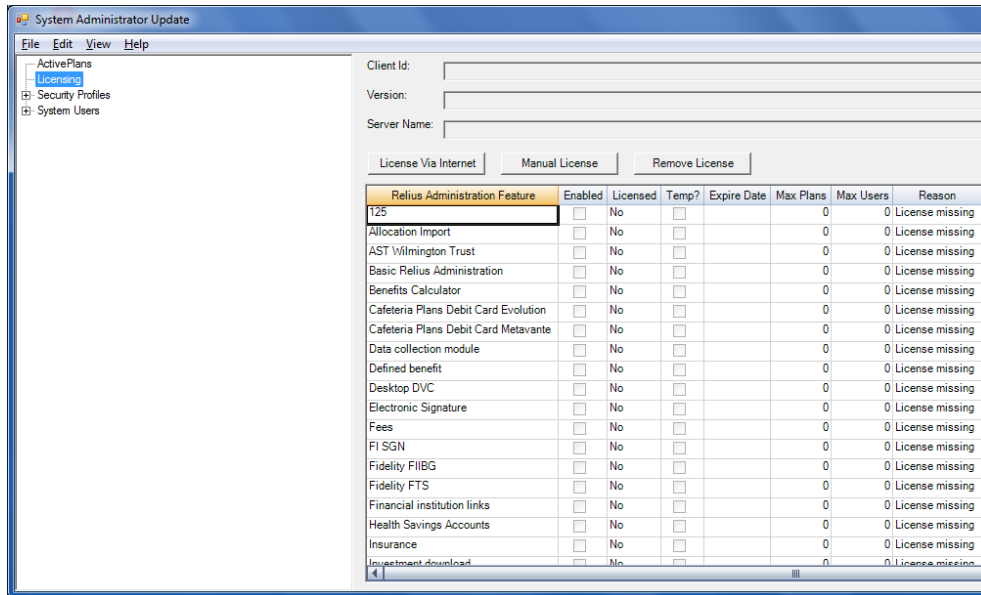 System Administrator Update
File Edit View Help
ActivePlans
Licensing
Security Profiles
System Users
Client Id:
Version:
Server Name:
License Via Internet Manual License Remove License
Relius Administration Feature Enabled Licensed Temp? Expire Date Max Plans Max Users Reason
125 No 0 0 License missing
Allocation Import No 0 0 License missing
AST Wilmington Trust No 0 0 License missing
Basic Relius Administration No 0 0 License missing
Benefits Calculator No 0 0 License missing
Cafeteria Plans Debit Card Evolution No 0 0 License missing
Cafeteria Plans Debit Card Metavante No 0 0 License missing
Data collection module No 0 0 License missing
Defined benefit No 0 0 License missing
Desktop DVC No 0 0 License missing
Electronic Signature No 0 0 License missing
Fees No 0 0 License missing
FI SGN No 0 0 License missing
Fidelity FIIBG No 0 0 License missing
Fidelity FTS No 0 0 License missing
Financial institution links No 0 0 License missing
Health Savings Accounts No 0 0 License missing
Insurance No 0 0 License missing
Investment download No 0 0 License missing